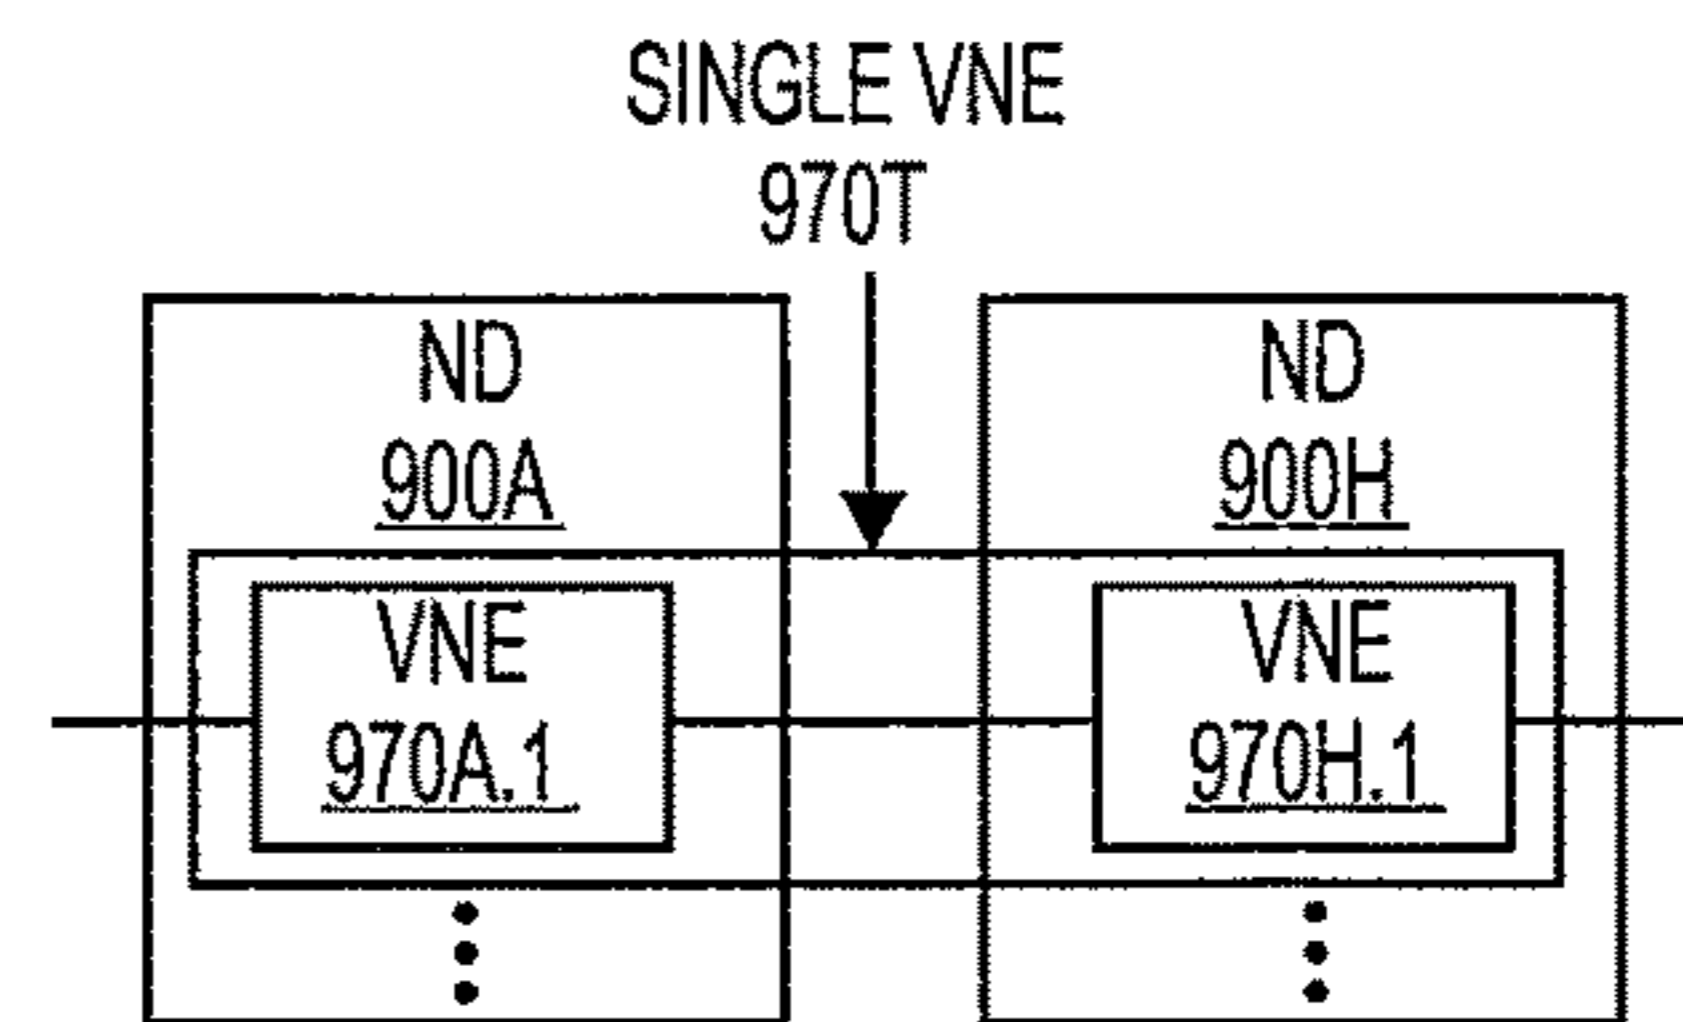 SINGLE VNE
970T
ND
900A
ND
900H
VNE
970A.1
VNE
970H.1